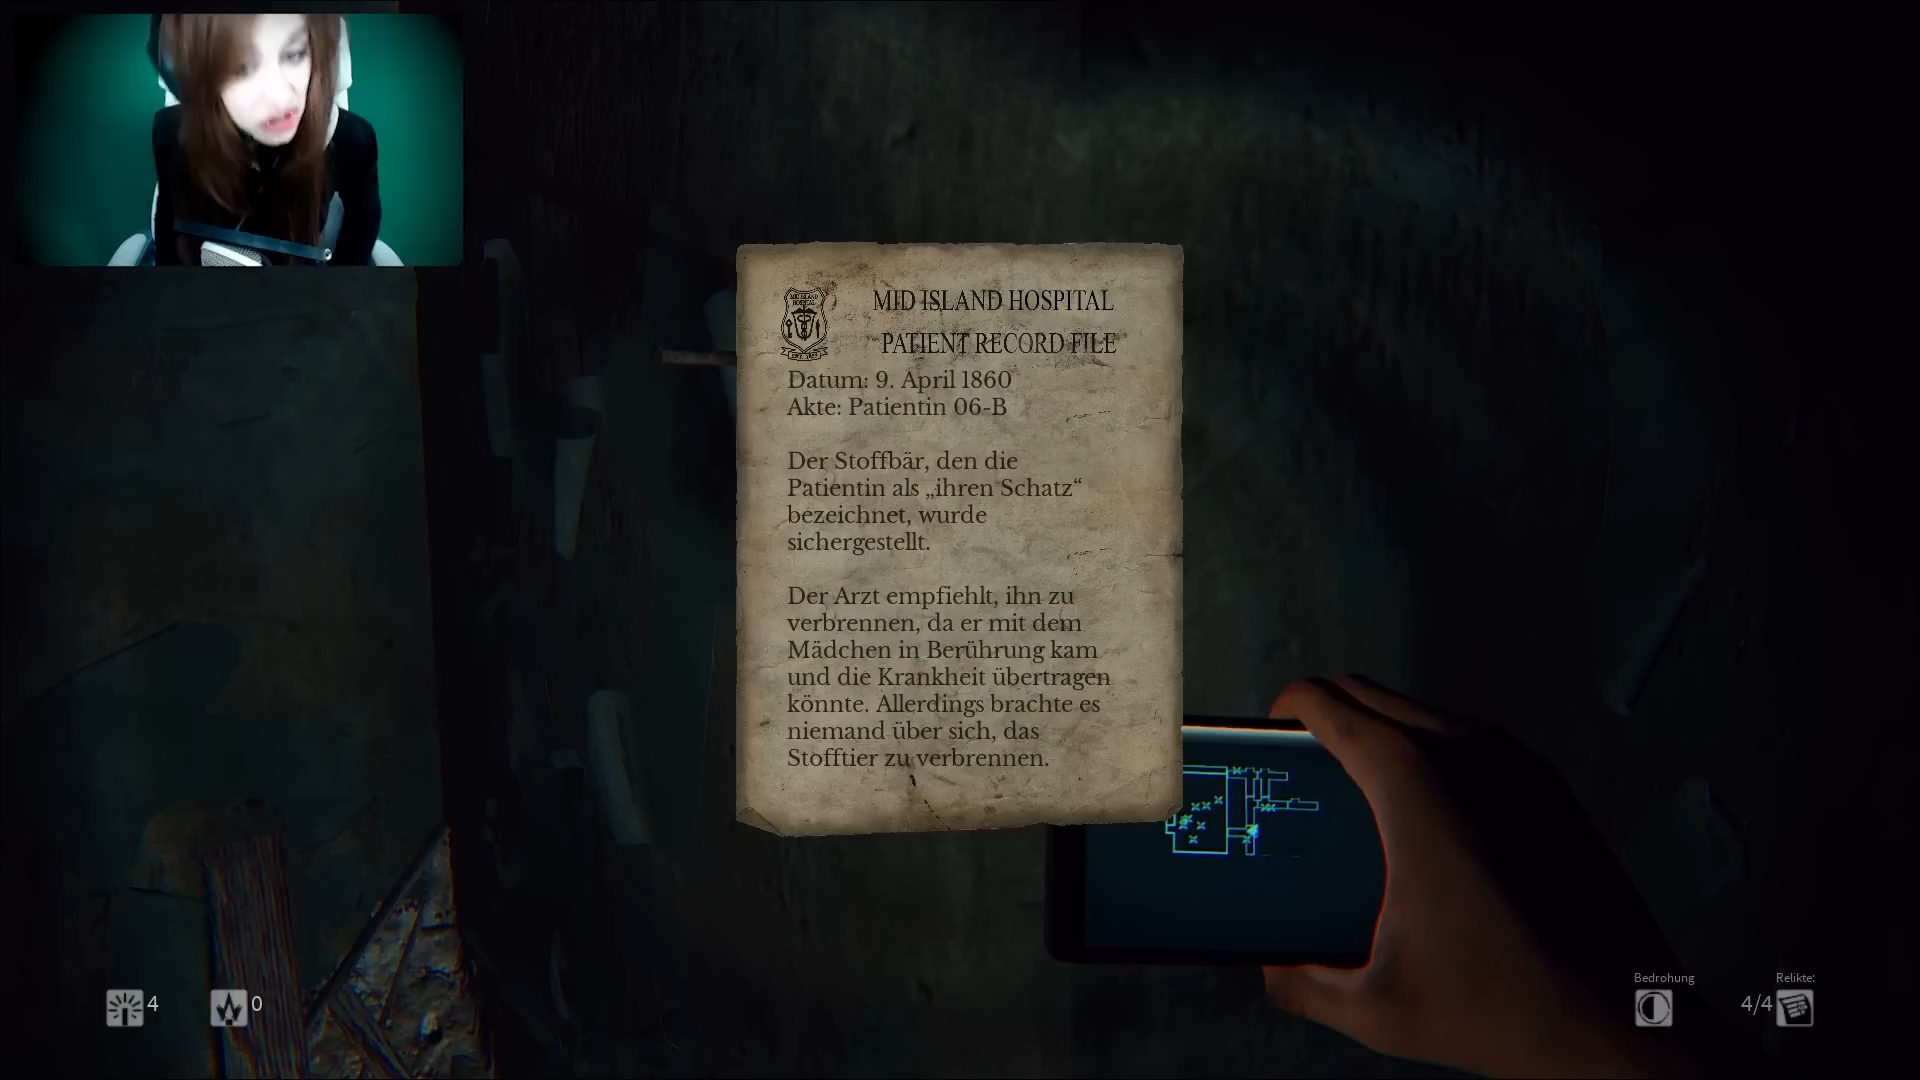 MID ISLAND HOSPITAL
PATIENT RECORD FILE
Datum: 9. April 1860
Akte: Patientin 06-B
Der Stoffbär, den die
Patientin als „ihren Schatz“
bezeichnet, wurde
sichergestellt.
Der Arzt empfiehlt, ihn zu
verbrennen, da er mit dem
Mädchen in Berührung kam
und die Krankheit übertragen
könnte. Allerdings brachte es
niemand über sich, das
Stofftier zu verbrennen.
4
0
Bedrohung
Relikte:
4/4